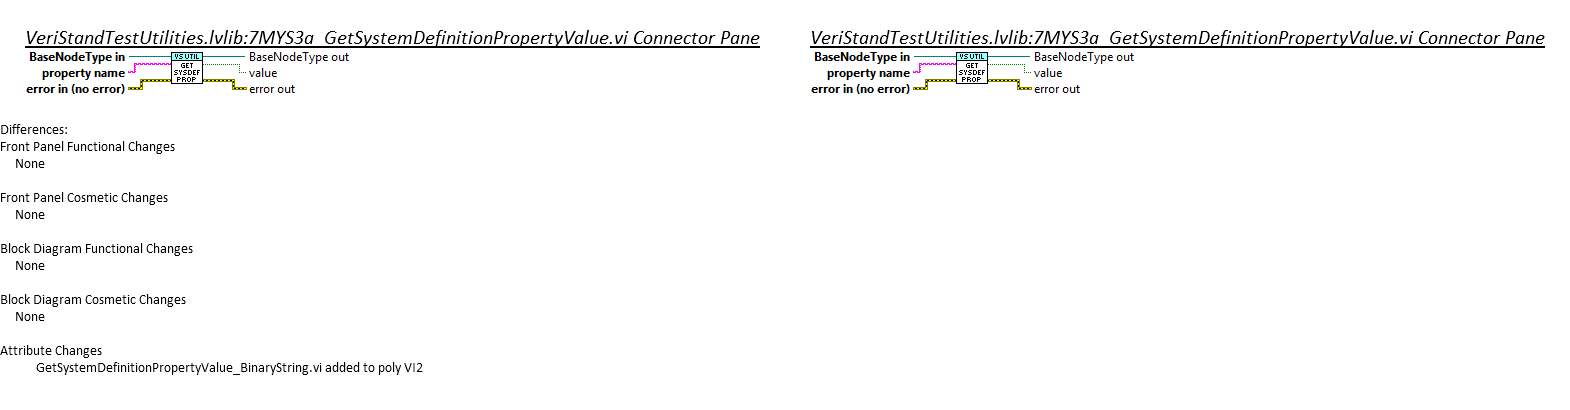 VeriStandTestUtilities.lvlib:7MYS3a_GetSystemDefinitionPropertyValue.vi Connector Pane
BaseNodeType in
VS UTIL
BaseNodeType out
property name
GET
SYSDEF
PROP
value
error in (no error)
error out
VeriStandTestUtilities.lvlib:7MYS3a_GetSystemDefinitionPropertyValue.vi Connector Pane
BaseNodeType in
VS UTIL
BaseNodeType out
property name
GET
SYSDEF
PROP
value
error in (no error)
error out
Differences:
Front Panel Functional Changes
None
Front Panel Cosmetic Changes
None
Block Diagram Functional Changes
None
Block Diagram Cosmetic Changes
None
Attribute Changes
GetSystemDefinitionPropertyValue_BinaryString.vi added to poly VI2